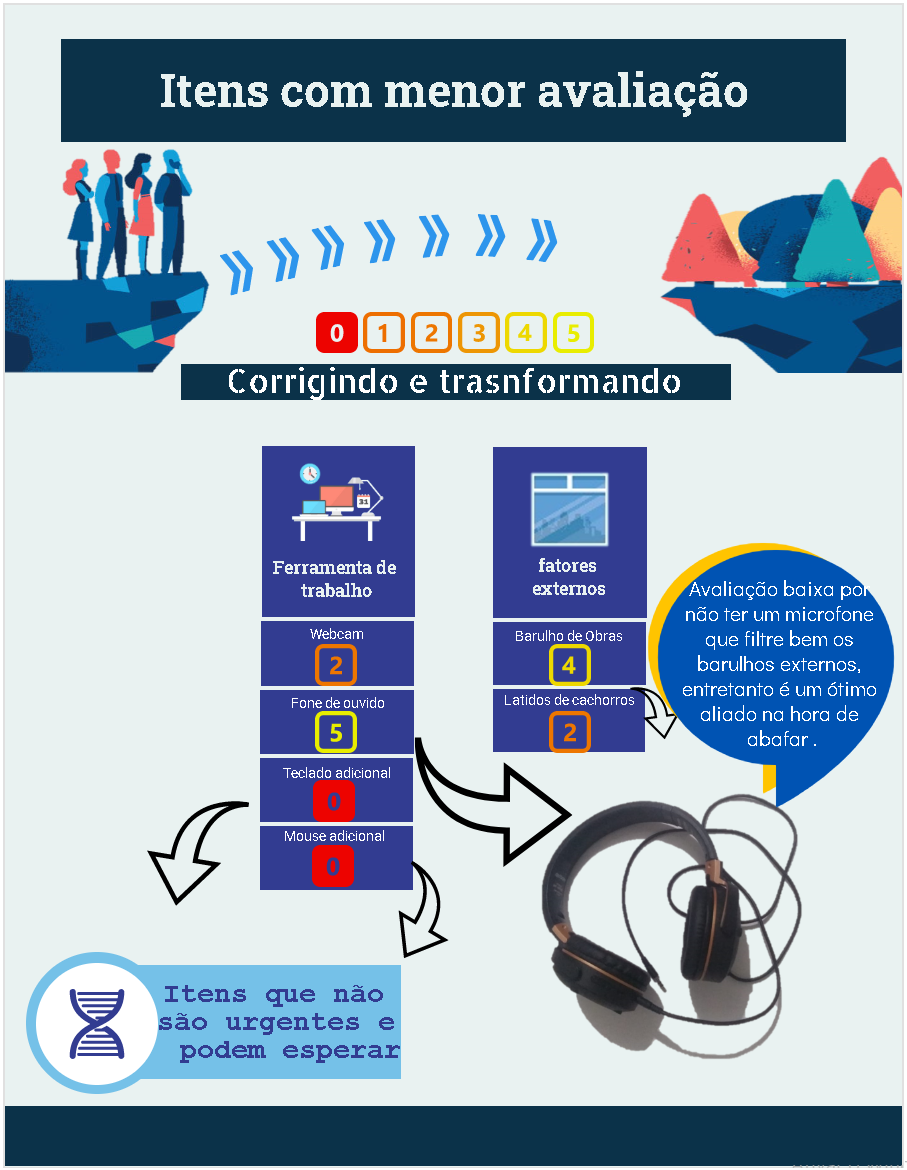 Itens com menor avaliação
0 1 2 3 4 5
Corrigindo e trasnformando
31
Ferramenta de
trabalho
Webcam
2
Fone de ouvido
5
Teclado adicional
0
Mouse adicional
0
fatores
externos
Barulho de Obras
4
Latidos de cachorros
2
Avaliação baixa por
não ter um microfone
que filtre bem os
barulhos externos,
entretanto é um ótimo
aliado na hora de
abafar .
Itens que não
são urgentes e
podem esperar